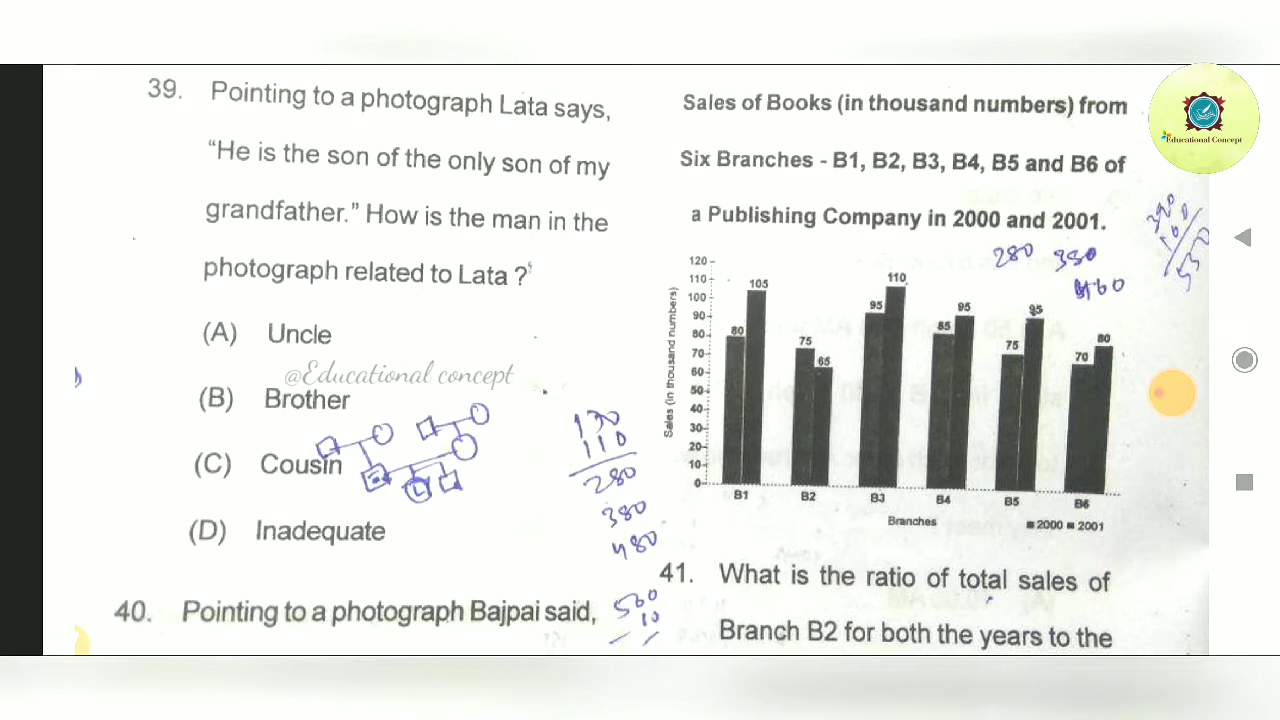 39. Pointing to a photograph Lata says,
"He is the son of the only son of my
grandfather." How is the man in the
photograph related to Lata ?
(A) Uncle
@Educational concept
(B) Brother
(C) Cousin
(D) Inadequate
40. Pointing to a photograph Bajpai said,
L
110
280
380
480
560
10
Sales of Books (in thousand numbers) from
Six Branches - B1, B2, B3, B4, B5 and B6 of
a Publishing Company in 2000 and 2001.
280 380
460
Sales (in thousand numbers)
120
110
100
90
80
70
60
50
40
30
20
10
0
80 105
75 65
95 110
85 95
75 95
70 80
B1 B2 B3 B4 B5 B6
Branches
2000 2001
41. What is the ratio of total sales of
Branch B2 for both the years to the
Educational Concept